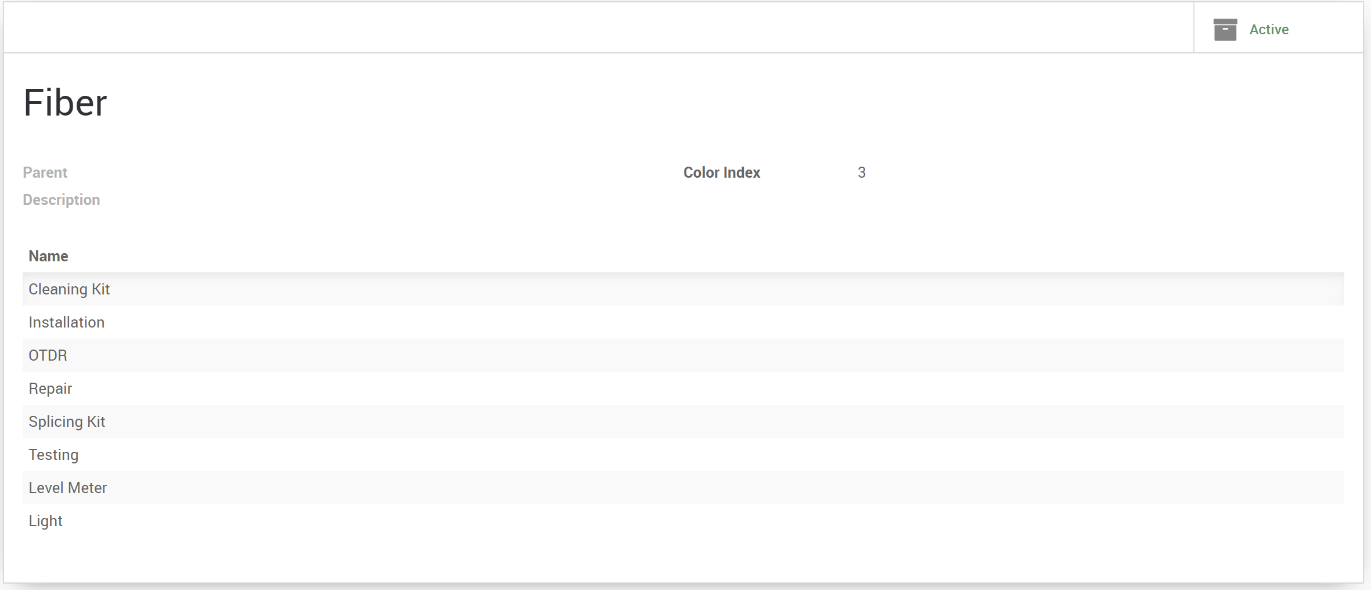 Active
Fiber
Parent
Color Index 3
Description
Name
Cleaning Kit
Installation
OTDR
Repair
Splicing Kit
Testing
Level Meter
Light